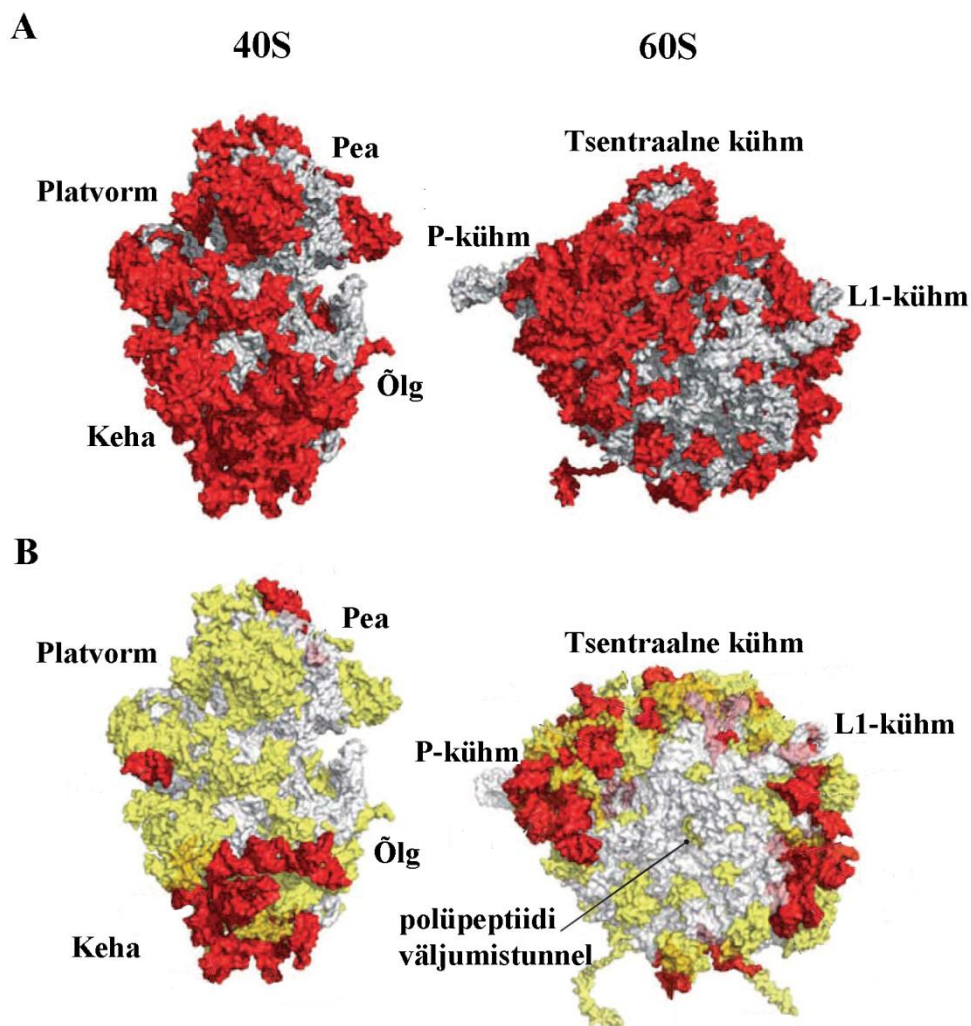 A
40S
60S
Pea
Tsentraalne kühm
Platvorm
P-kühm
L1-kühm
Õlg
Keha
B
Pea
Tsentraalne kühm
Platvorm
L1-kühm
P-kühm
Õlg
polüpeptiidi
väljumistunnel
Keha